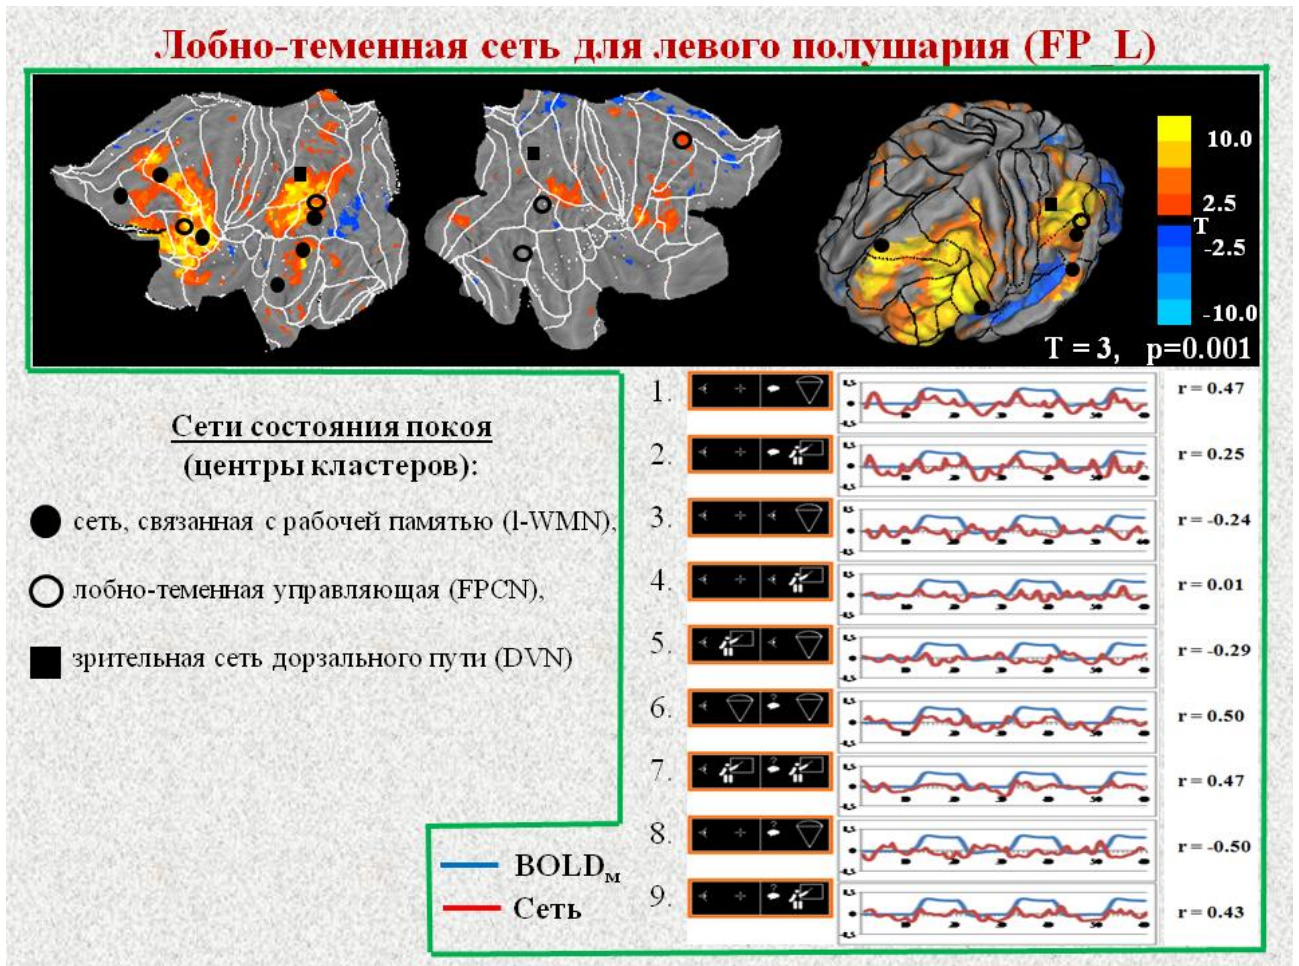 Лобно-теменная сеть для левого полушария (FP_L)
10.0
2.5
T
-2.5
-10.0
T = 3, p=0.001
Сети состояния покоя
(центры кластеров):
сеть, связанная с рабочей памятью (l-WMN),
лобно-теменная управляющая (FPCN),
зрительная сеть дорзального пути (DVN)
1. r = 0.47
2. r = 0.25
3. r = -0.24
4. r = 0.01
5. r = -0.29
6. r = 0.50
7. r = 0.47
8. r = -0.50
9. r = 0.43
BOLDм
Сеть